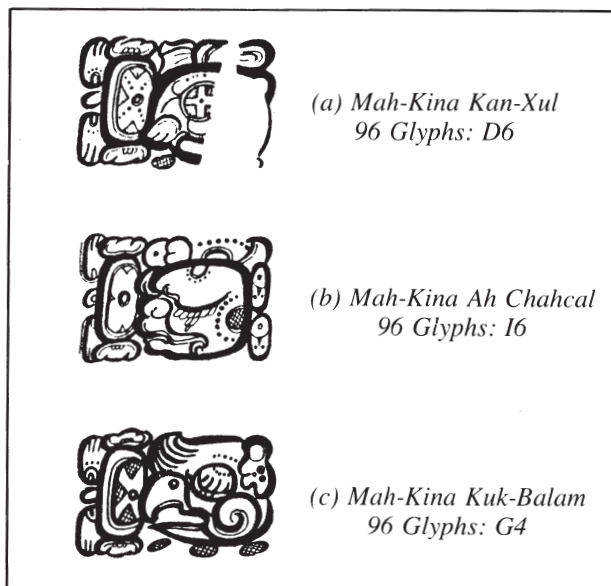 (a) Mah-Kina Kan-Xul
96 Glyphs: D6
(b) Mah-Kina Ah Chahcal
96 Glyphs: I6
(c) Mah-Kina Kuk-Balam
96 Glyphs: G4